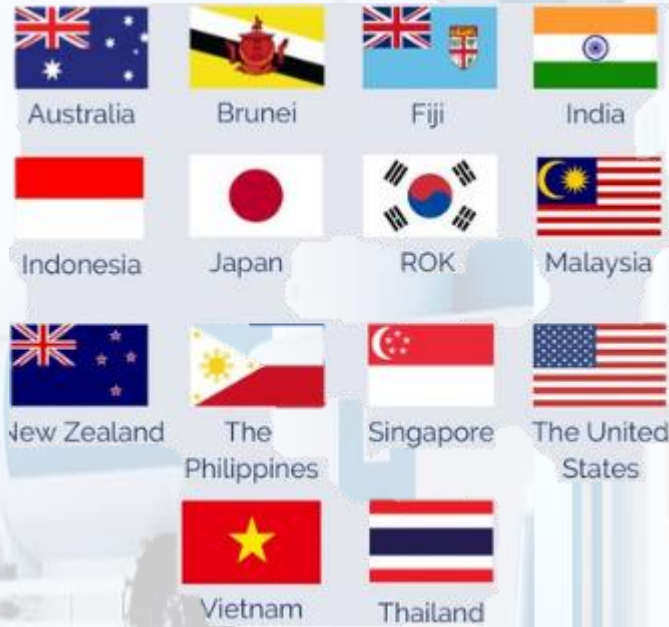 Australia Brunei Fiji India
Indonesia Japan ROK Malaysia
New Zealand The Singapore The United
Philippines States
Vietnam Thailand